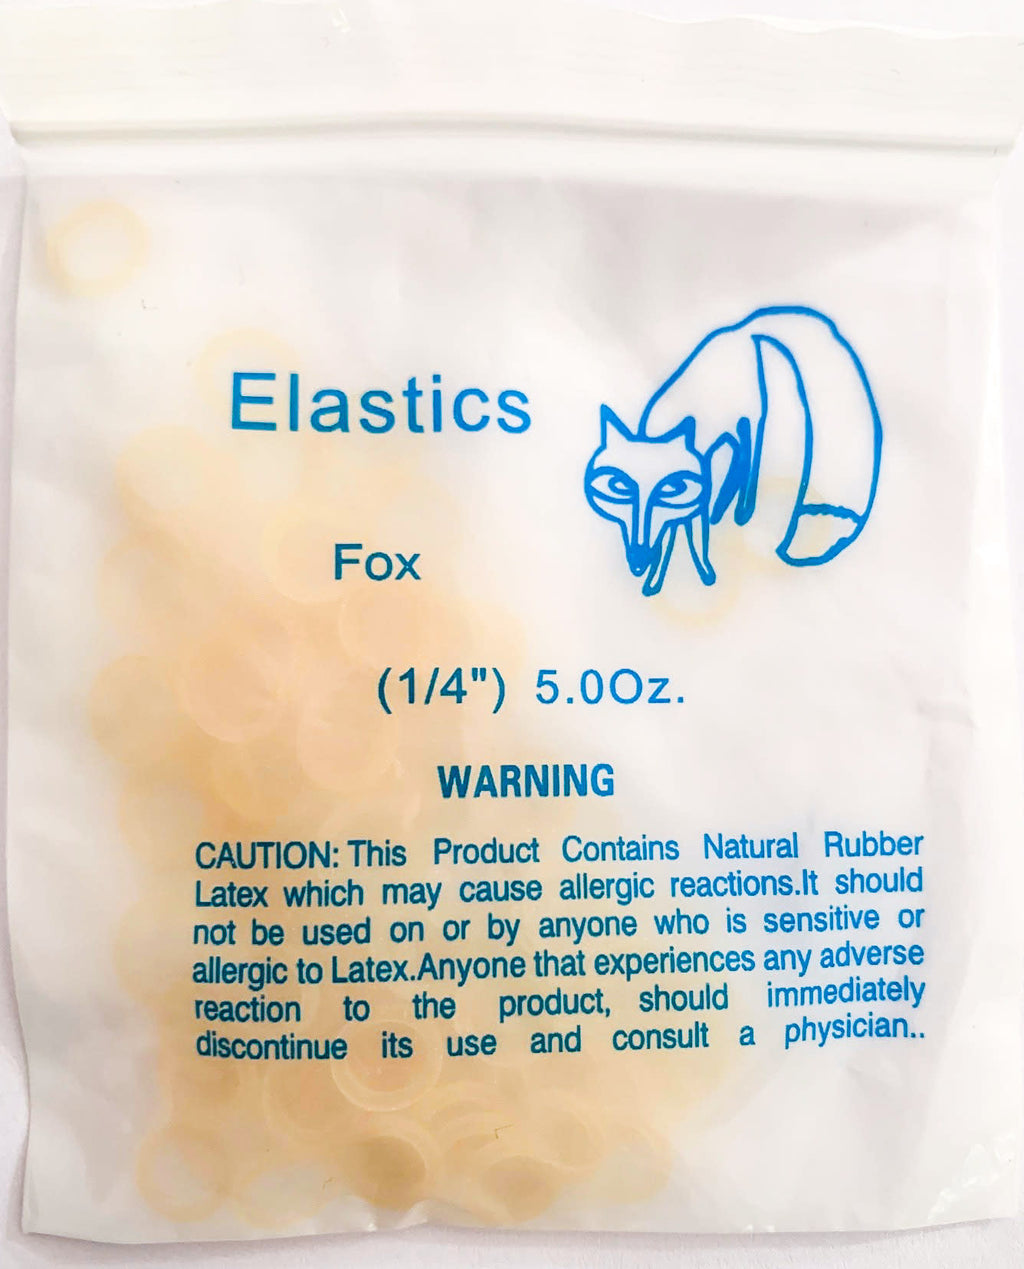 Elastics
Fox
(1/4") 5.0Oz.
WARNING
CAUTION: This Product Contains Natural Rubber
Latex which may cause allergic reactions.It should
not be used on or by anyone who is sensitive or
allergic to Latex.Anyone that experiences any adverse
reaction to the product, should immediately
discontinue its use and consult a physician..